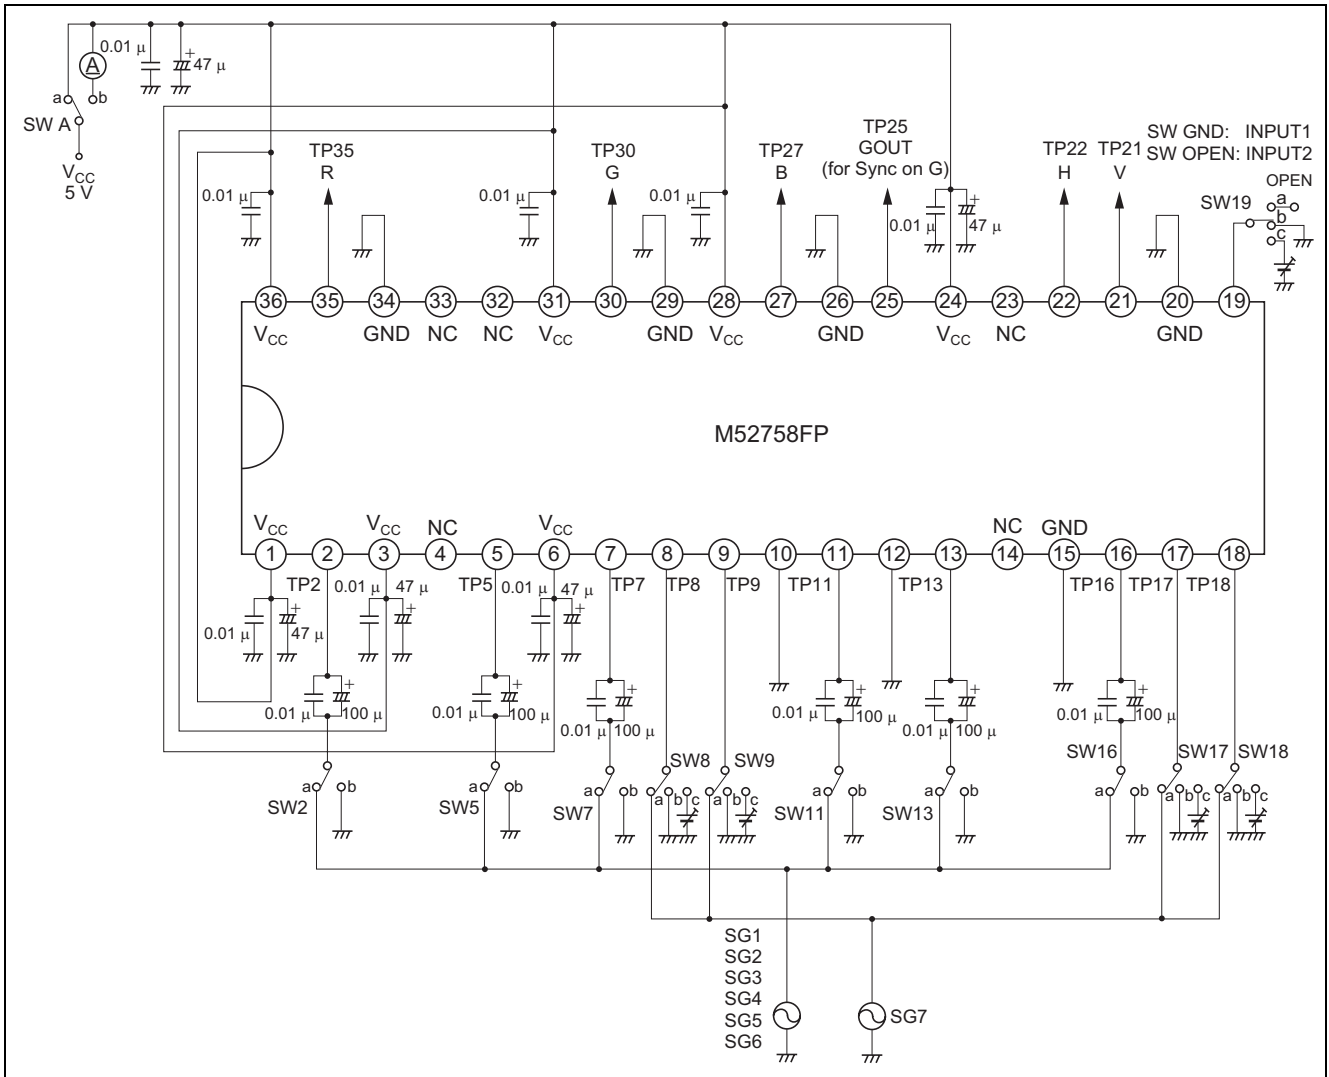 0.01 μ
A
+
47 μ
a b
SW A
VCC
5 V
TP35
R
TP30
G
TP27
B
TP25
GOUT
(for Sync on G)
TP22
H
TP21
V
SW GND: INPUT1
SW OPEN: INPUT2
OPEN
SW19
a
b
c
0.01 μ
0.01 μ
0.01 μ
0.01 μ
+
47 μ
36 35 34 33 32 31 30 29 28 27 26 25 24 23 22 21 20 19
VCC GND NC NC VCC GND VCC GND VCC NC GND
M52758FP
VCC VCC NC VCC NC GND
1 2 3 4 5 6 7 8 9 10 11 12 13 14 15 16 17 18
TP2 TP5 TP7 TP8 TP9 TP11 TP13 TP16 TP17 TP18
0.01 μ 47 μ 0.01 μ 47 μ
+ + +
0.01 μ 47 μ
+ + + + + +
0.01 μ 100 μ 0.01 μ 100 μ 0.01 μ 100 μ 0.01 μ 100 μ 0.01 μ 100 μ 0.01 μ 100 μ
SW8 SW9 SW16 SW17 SW18
a b a b a b a b c a b c a b a b a b a b c a b c
SW2 SW5 SW7 SW11 SW13
SG1
SG2
SG3
SG4
SG5
SG6
SG7